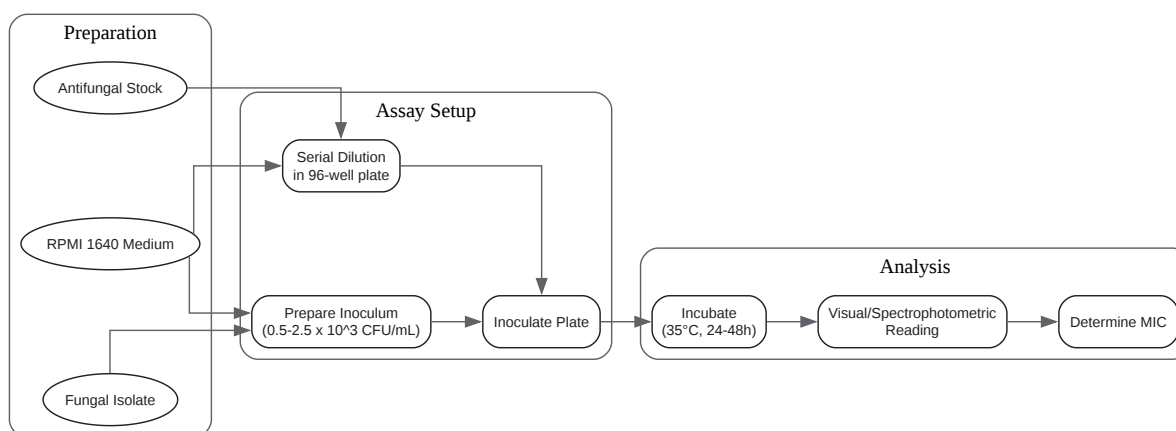 Preparation
Antifungal Stock
RPMI 1640 Medium
Fungal Isolate
Assay Setup
Serial Dilution
in 96-well plate
Prepare Inoculum
(0.5-2.5 x 10^3 CFU/mL)
Inoculate Plate
Analysis
Incubate
(35°C, 24-48h)
Visual/Spectrophotometric
Reading
Determine MIC